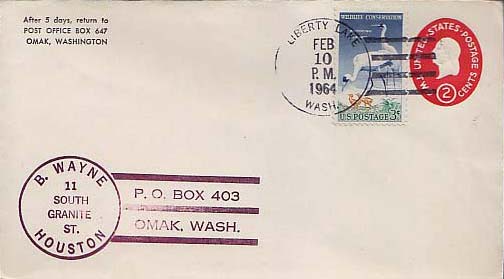 After 5 days, return to
POST OFFICE BOX 647
OMAK, WASHINGTON
LIBERTY LAKE
FEB
10
P. M.
1964
WASH.
WILDLIFE CONSERVATION
U.S. POSTAGE 3¢
UNITED·STATES·POSTAGE
TWO 2 CENTS
B. WAYNE
11
SOUTH
GRANITE
ST.
HOUSTON
P. O. BOX 403
OMAK, WASH.